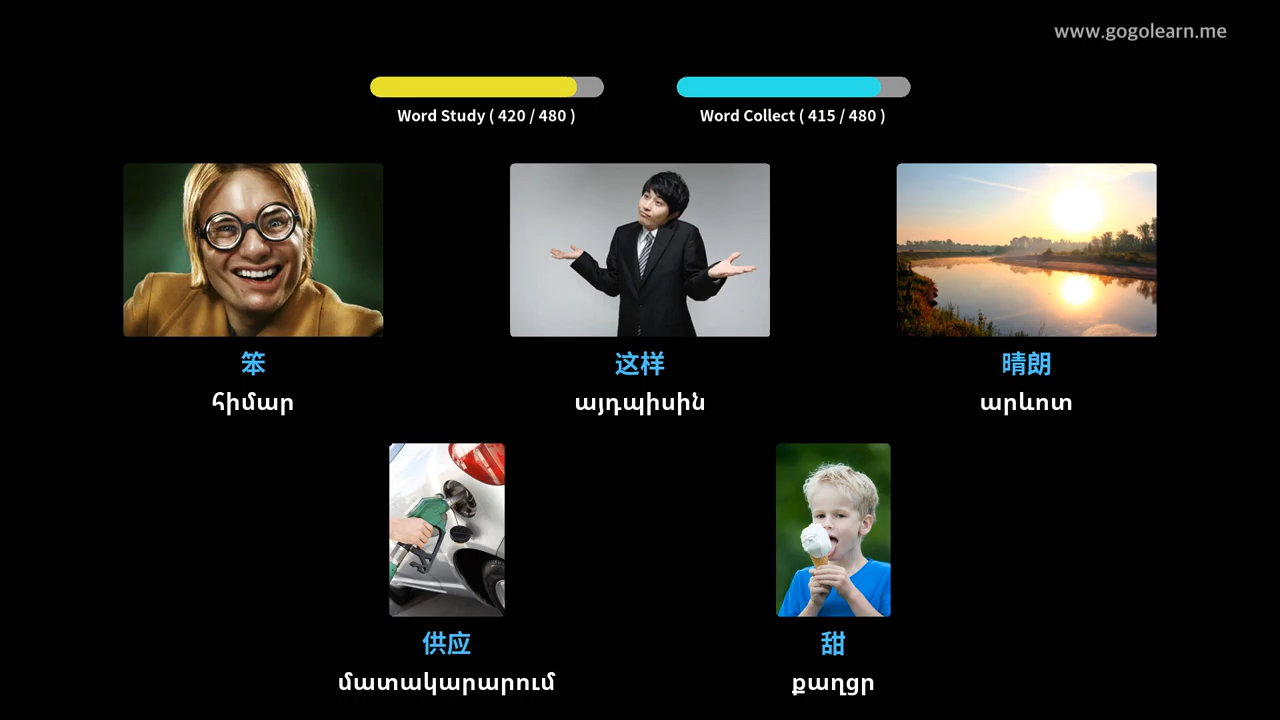 www.gogolearn.me
Word Study ( 420 / 480 )
Word Collect ( 415 / 480 )
笨
հիմար
这样
այդպիսին
晴朗
արևոտ
供应
մատակարարում
甜
քաղցր